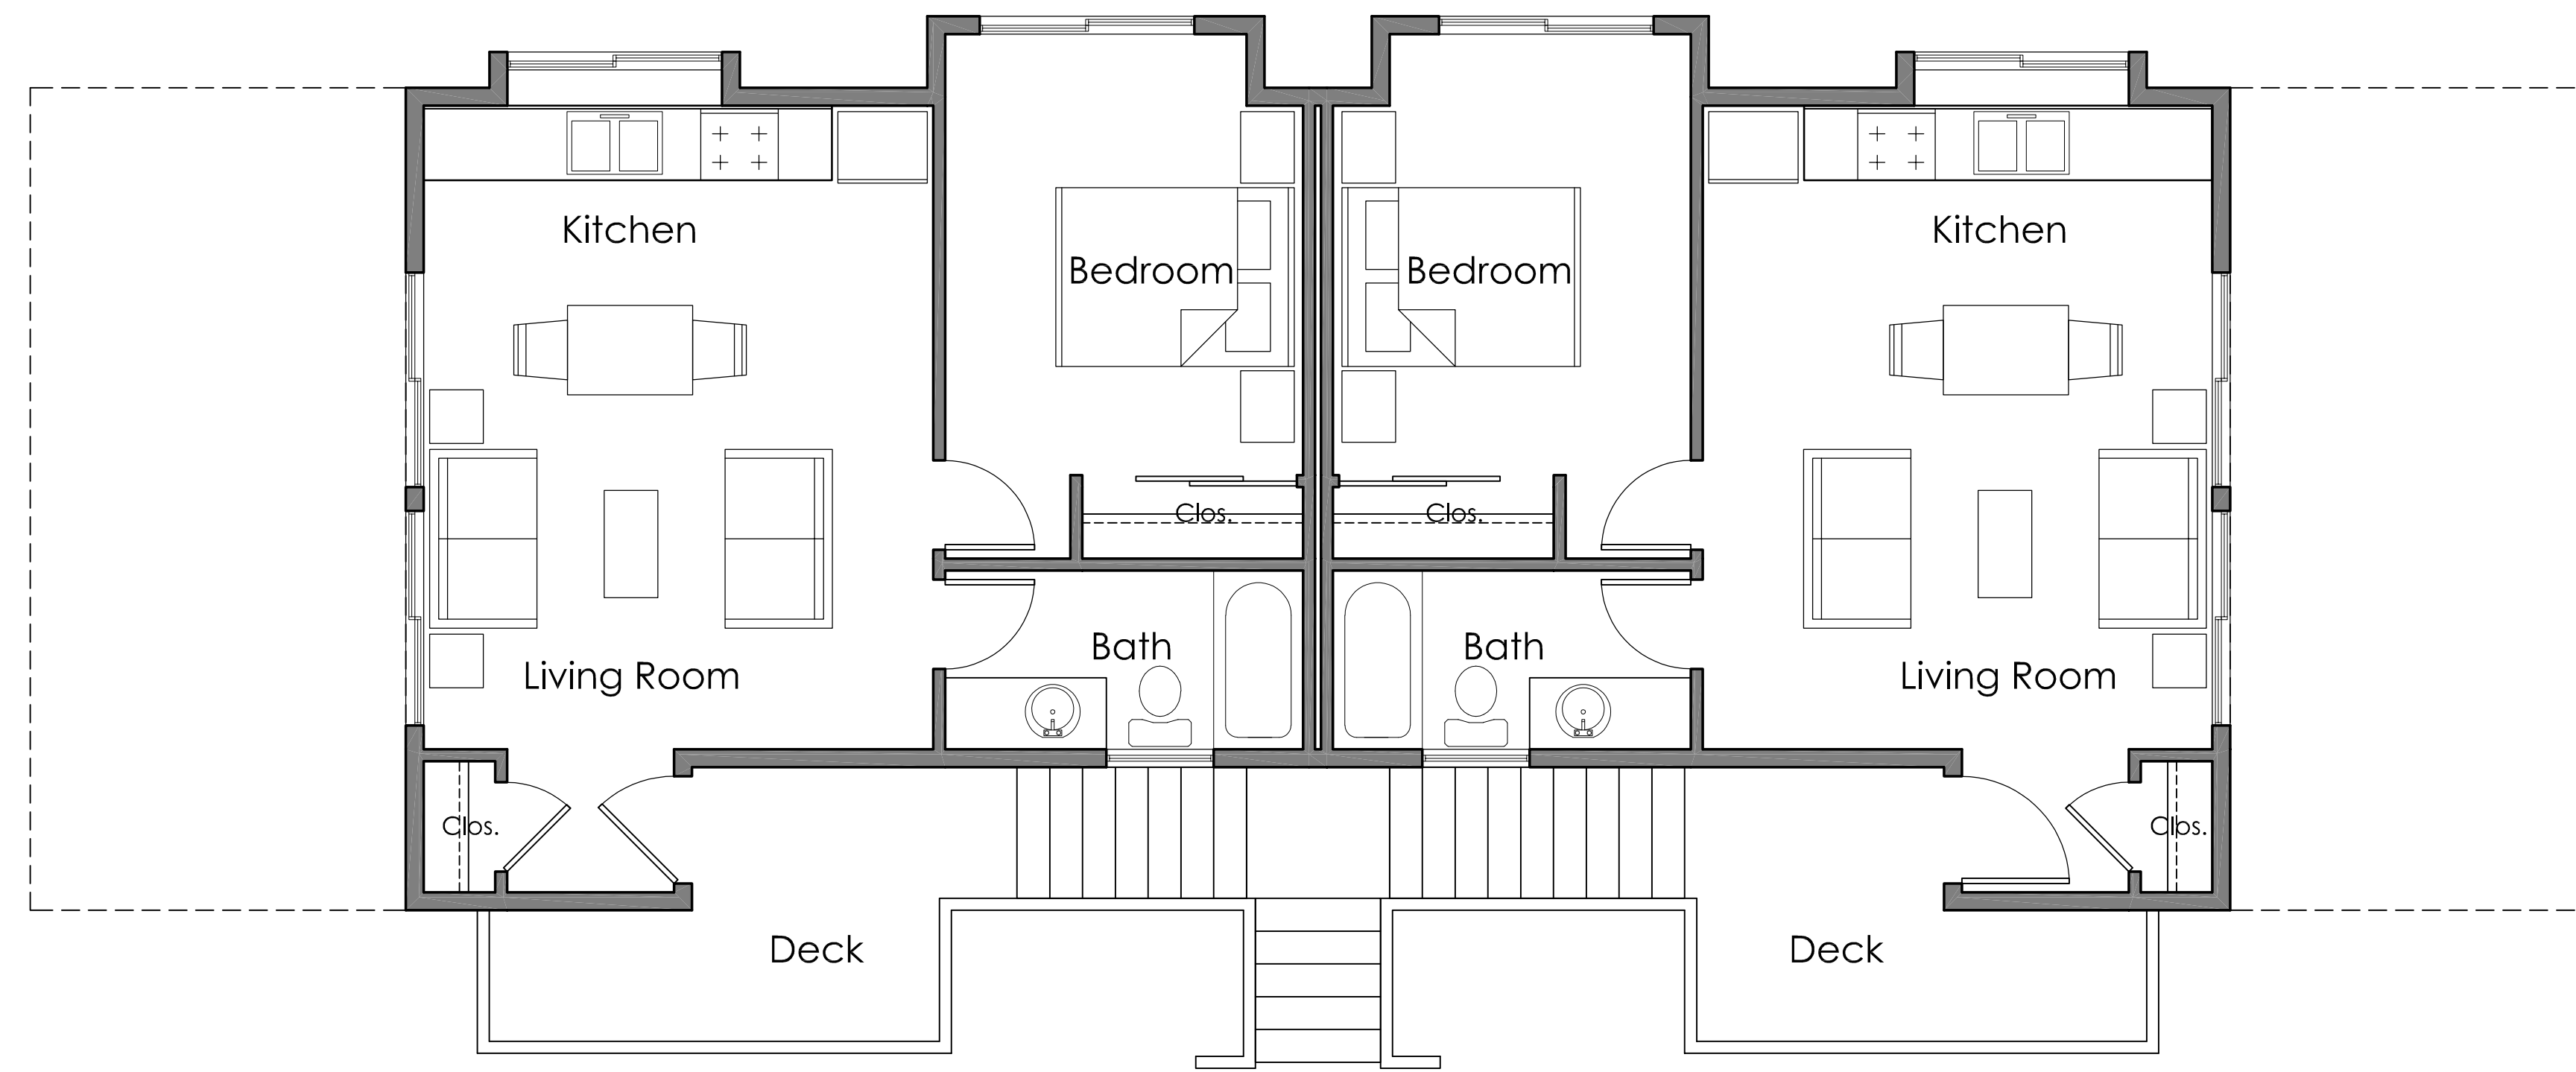 Kitchen
Kitchen
Bedroom
Bedroom
Clos.
Clos.
Bath
Bath
Living Room
Living Room
Clos.
Clos.
Deck
Deck